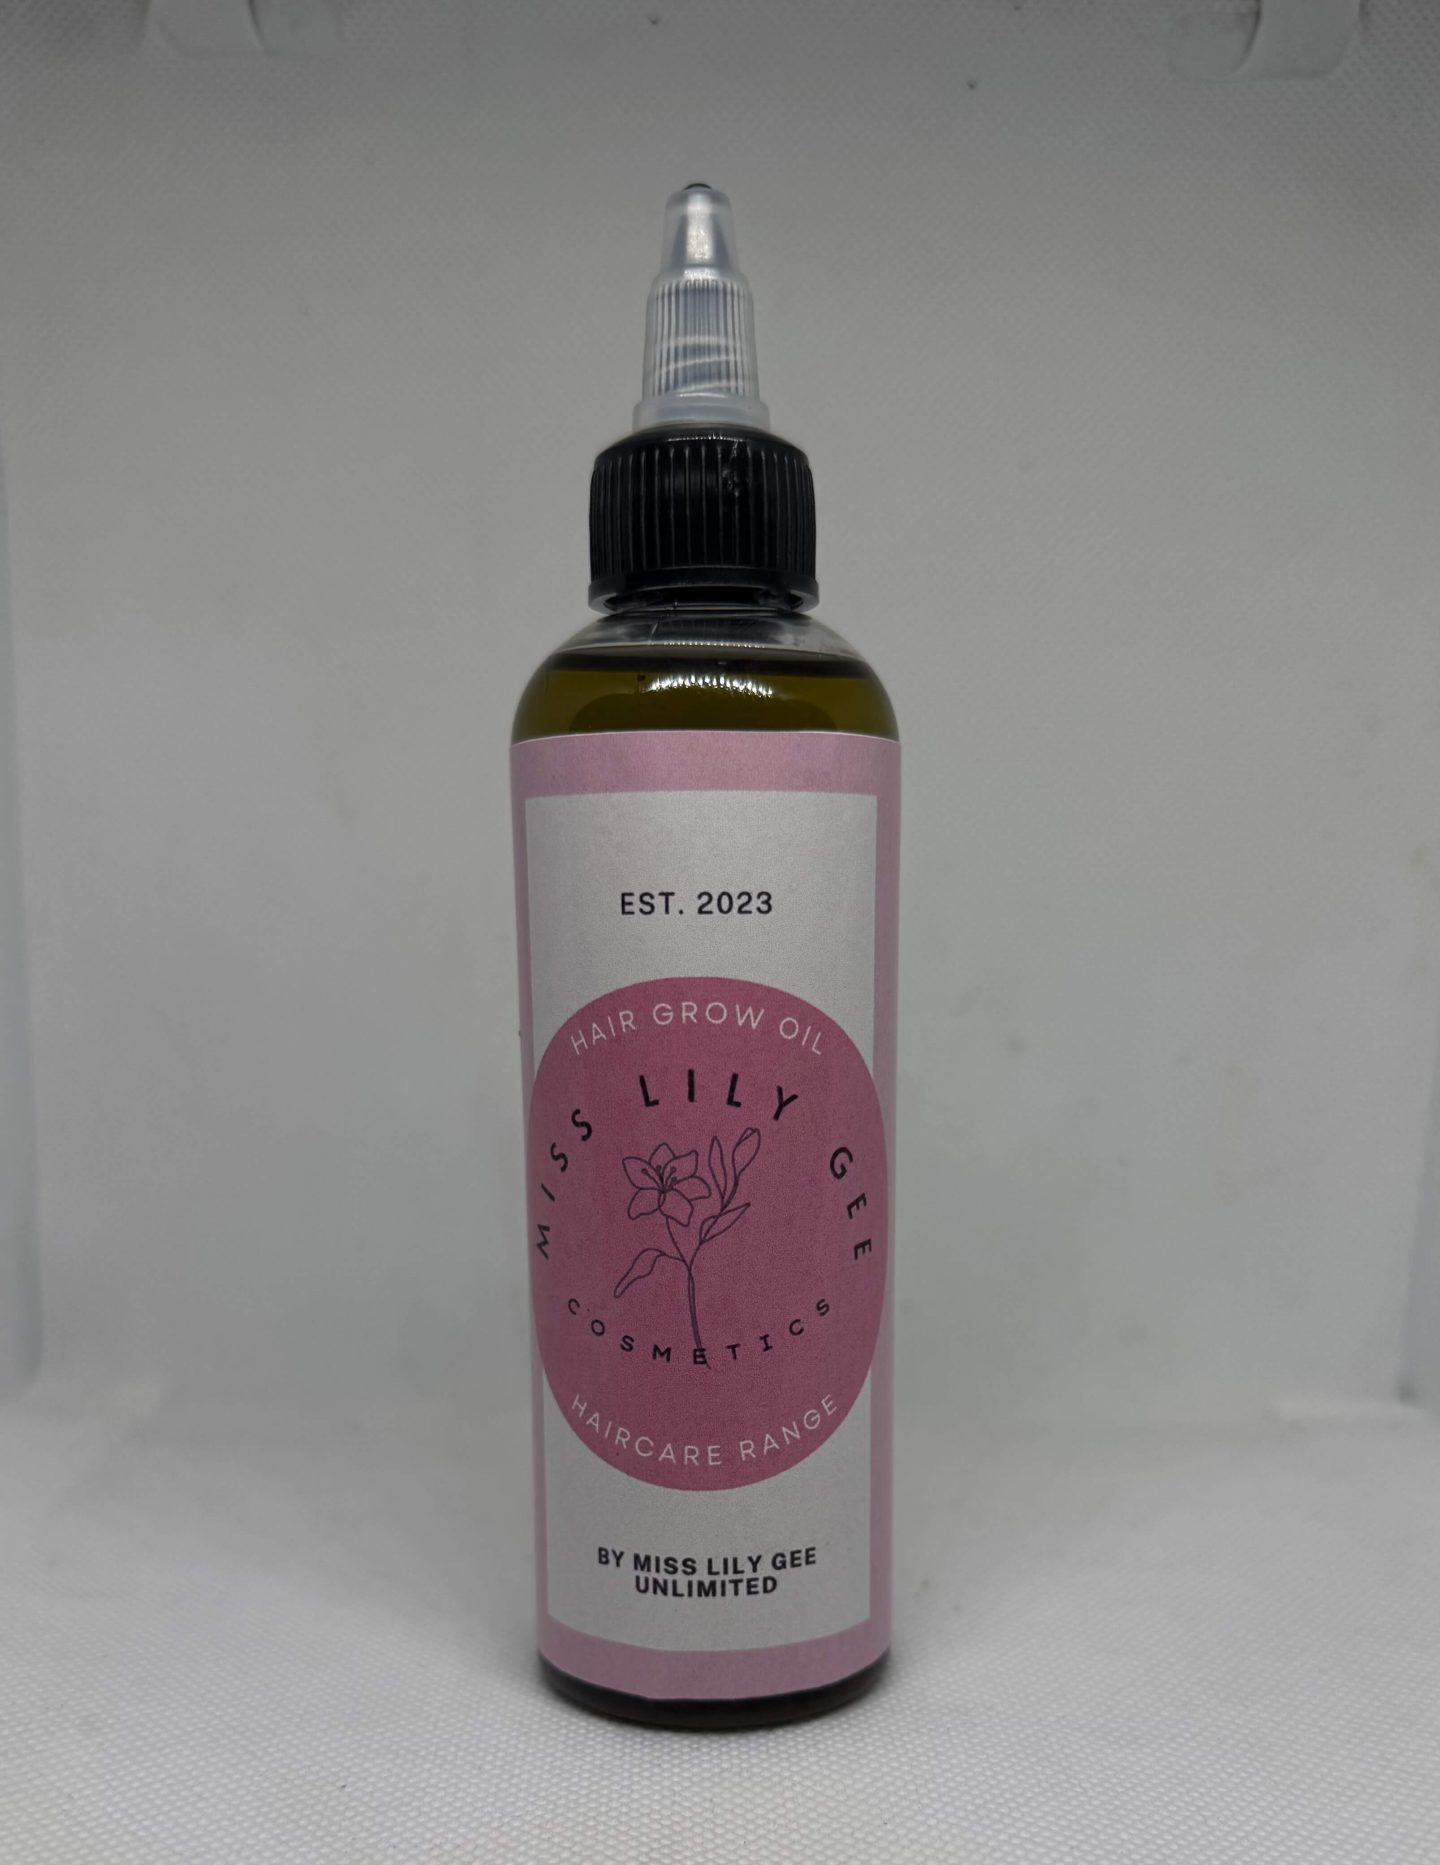 EST. 2023
HAIR GROW OIL
MISS LILY GEE
COSMETICS
HAIRCARE RANGE
BY MISS LILY GEE
UNLIMITED